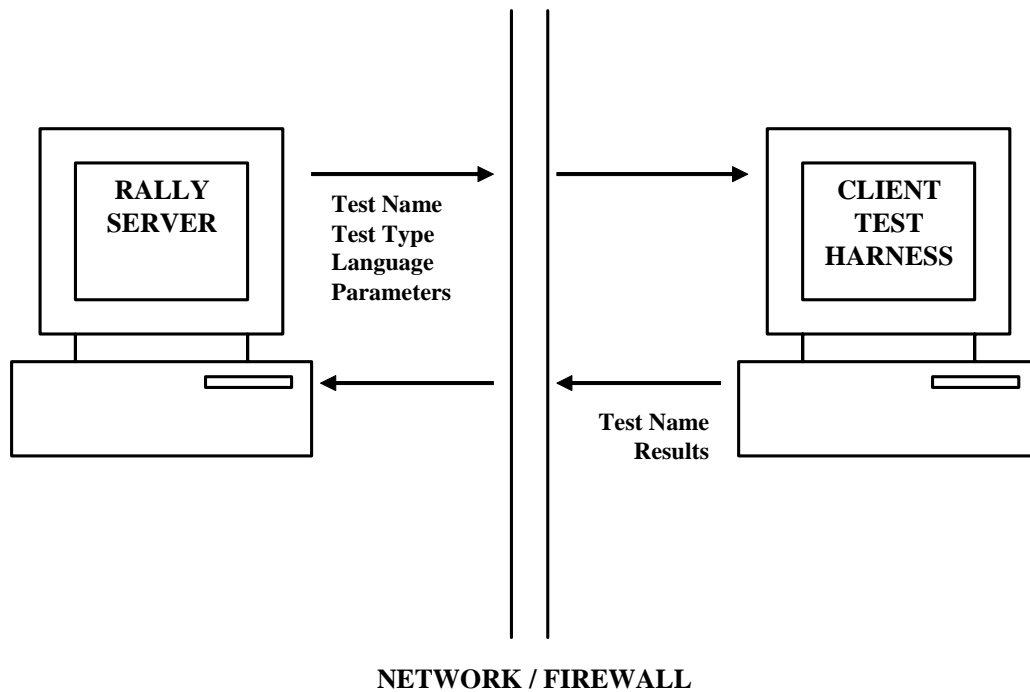 RALLY
SERVER
Test Name
Test Type
Language
Parameters
CLIENT
TEST
HARNESS
Test Name
Results
NETWORK / FIREWALL